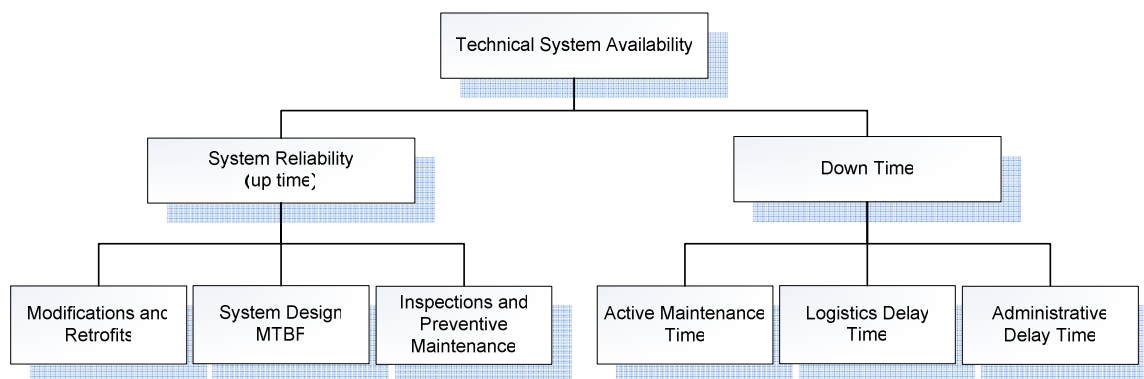 Technical System Availability
System Reliability
(up time)
Down Time
Modifications and
Retrofits
System Design
MTBF
Inspections and
Preventive
Maintenance
Active Maintenance
Time
Logistics Delay
Time
Administrative
Delay Time